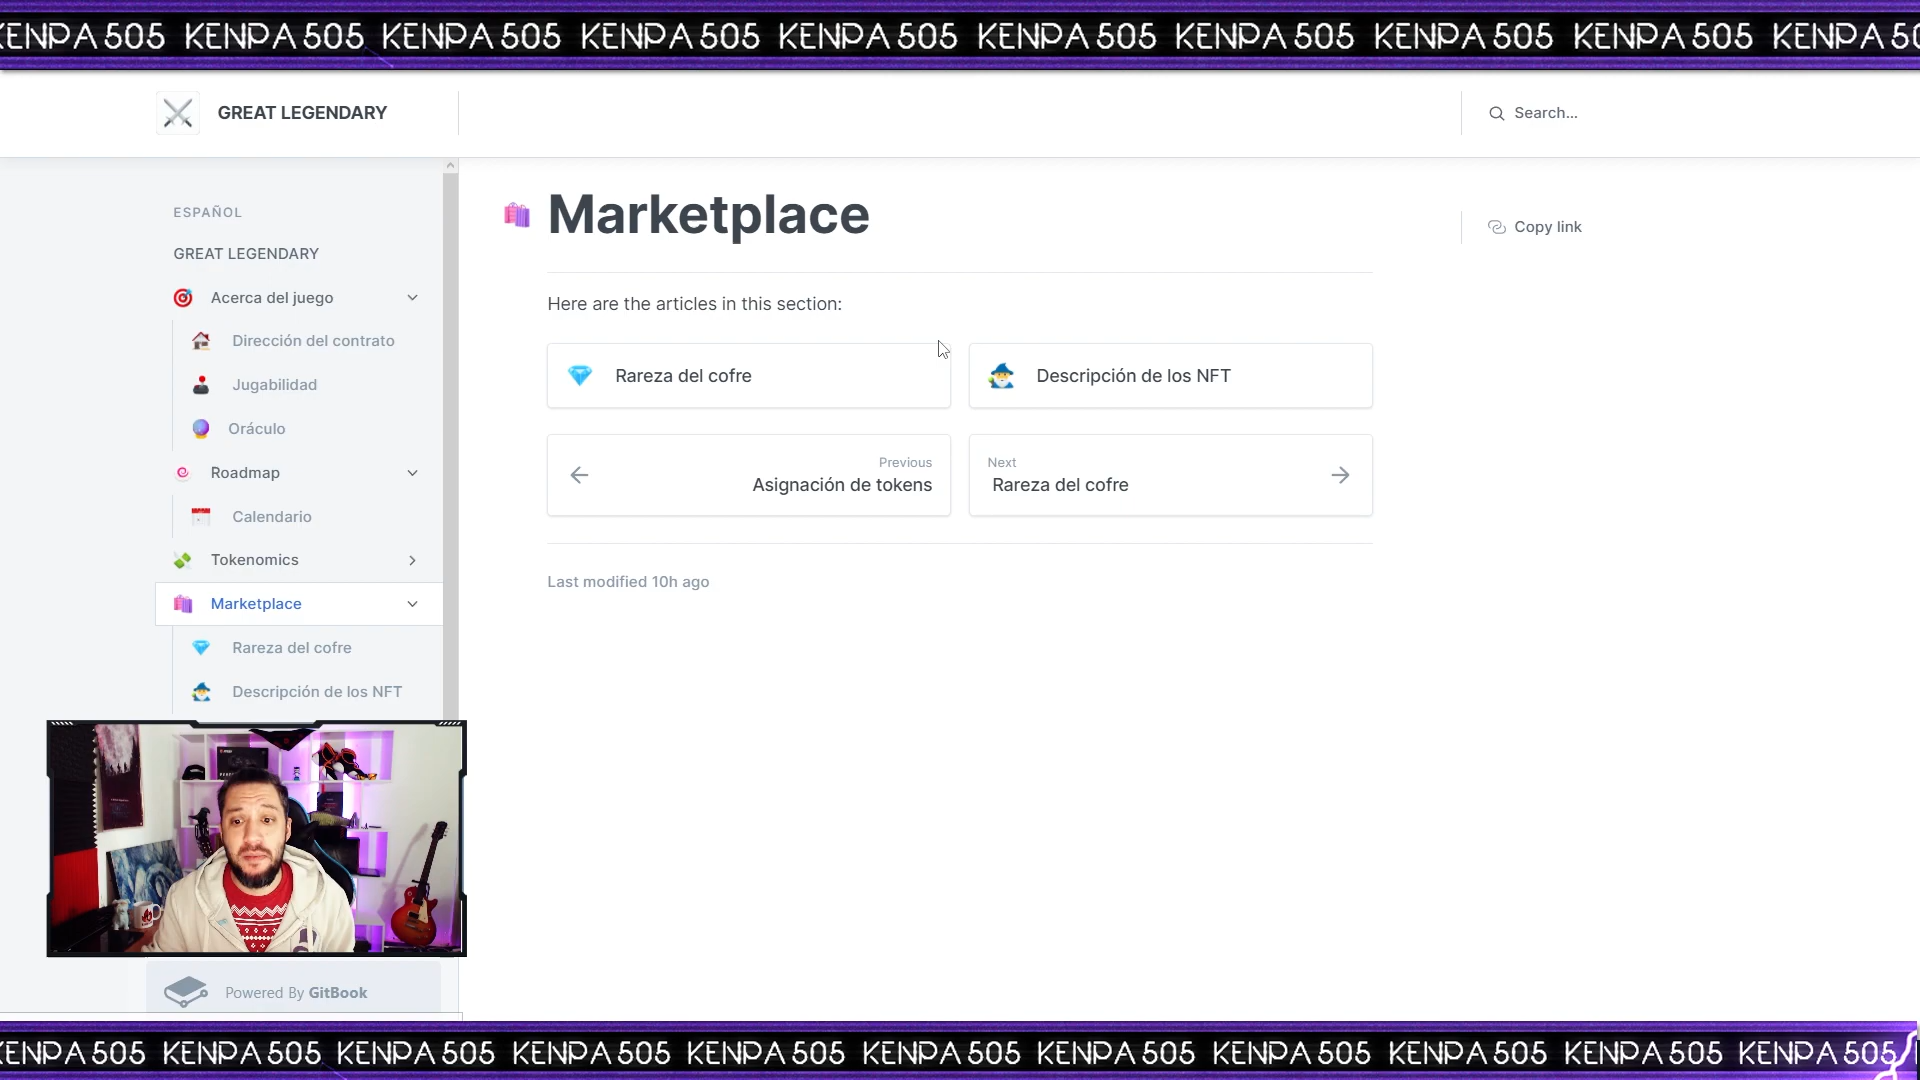 KENPA 505 KENPA 505 KENPA 505 KENPA 505 KENPA 505 KENPA 505 KENPA 505 KENPA 505 KENPA 505
GREAT LEGENDARY
Search...
ESPAÑOL
GREAT LEGENDARY
Acerca del juego
Dirección del contrato
Jugabilidad
Oráculo
Roadmap
Calendario
Tokenomics
Marketplace
Rareza del cofre
Descripción de los NFT
Powered By GitBook
Marketplace
Copy link
Here are the articles in this section:
Rareza del cofre
Descripción de los NFT
Previous
Asignación de tokens
Next
Rareza del cofre
Last modified 10h ago
KENPA 505 KENPA 505 KENPA 505 KENPA 505 KENPA 505 KENPA 505 KENPA 505 KENPA 505 KENPA 505 KENPA 505 KENPA 505